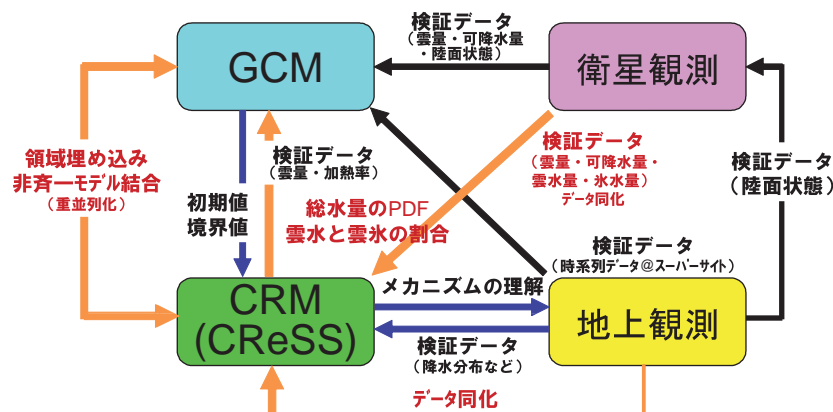 検証データ
（雲量・可降水量
・陸面状態）
GCM
衛星観測
領域埋め込み
非斉一モデル結合
（重並列化）
初期値
境界値
検証データ
（雲量・加熱率）
総水量のPDF
雲水と雲氷の割合
検証データ
（雲量・可降水量・
雲水量・氷水量）
データ同化
検証データ
（陸面状態）
検証データ
（時系列データ＠スーパーサイト）
CRM
(CReSS)
メカニズムの理解
地上観測
検証データ
（降水分布など）
データ同化